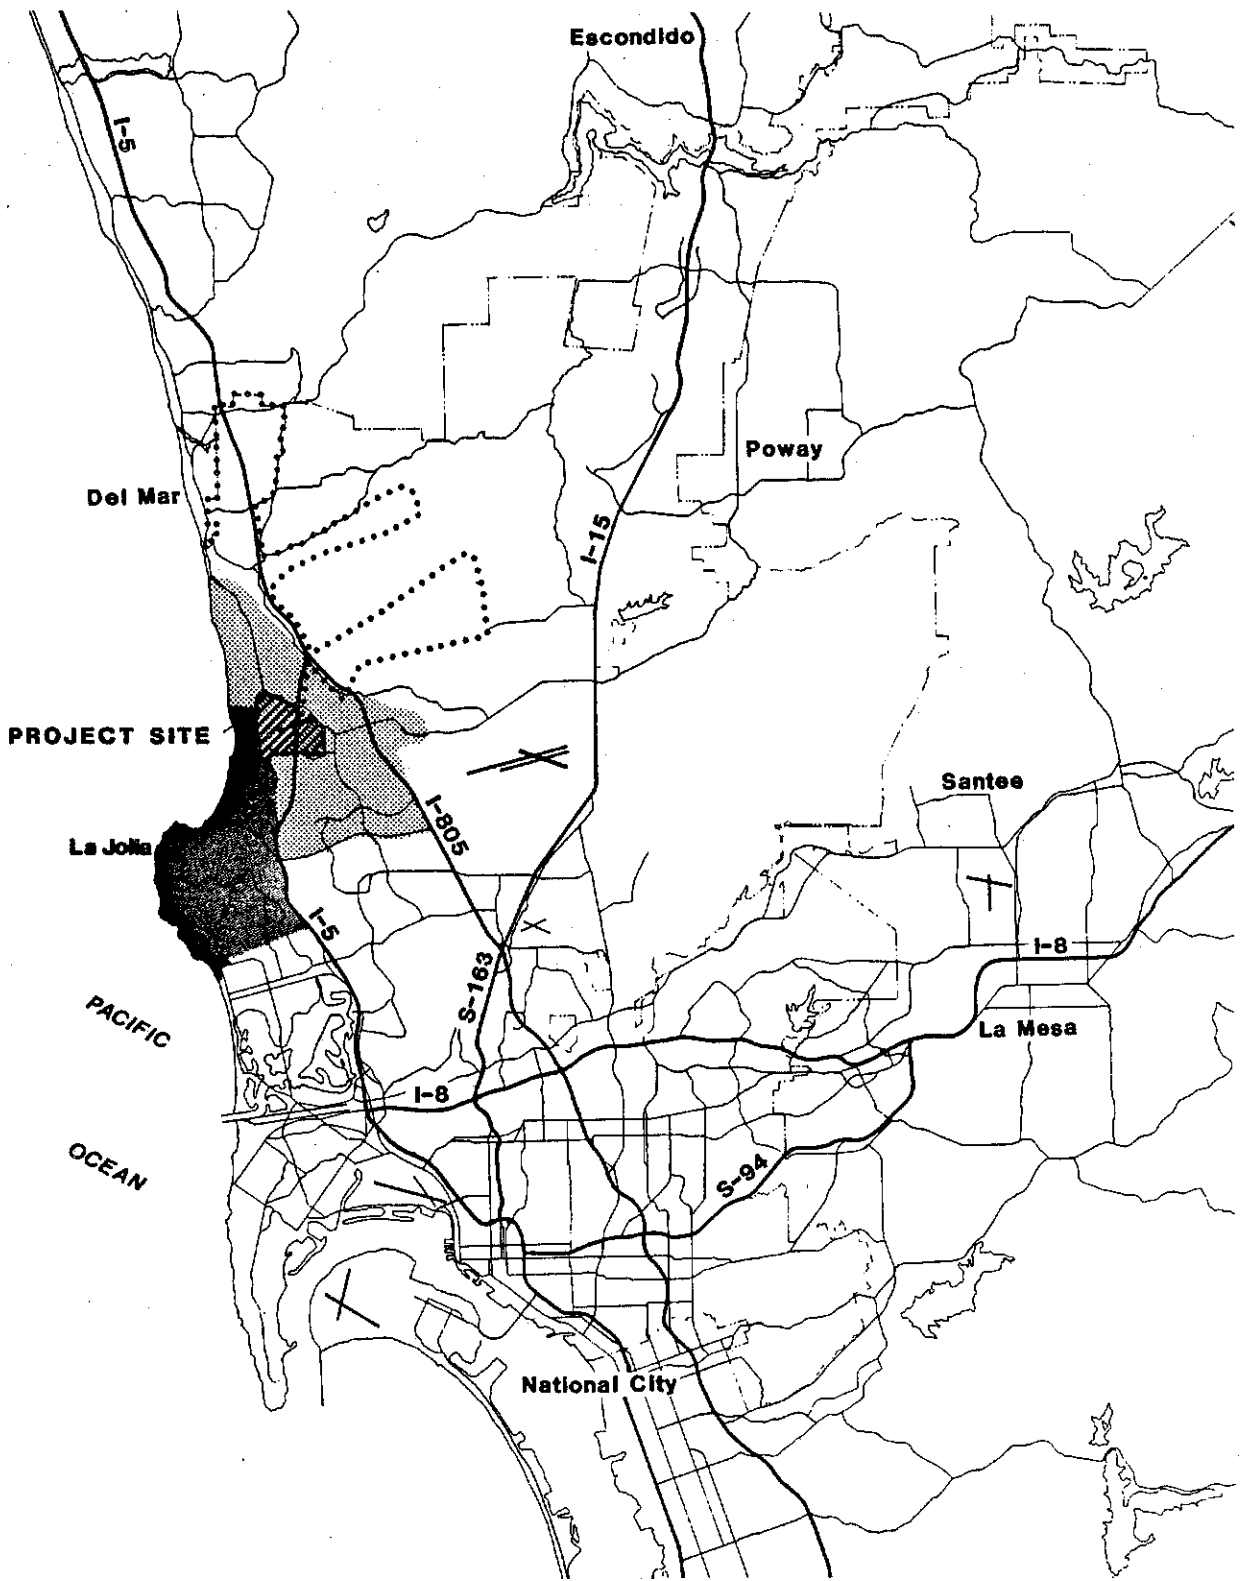 Escondido
I-5
Poway
Del Mar
I-15
PROJECT SITE
Santee
I-805
La Jolla
I-5
I-8
S-163
PACIFIC
La Mesa
I-8
OCEAN
S-94
National City